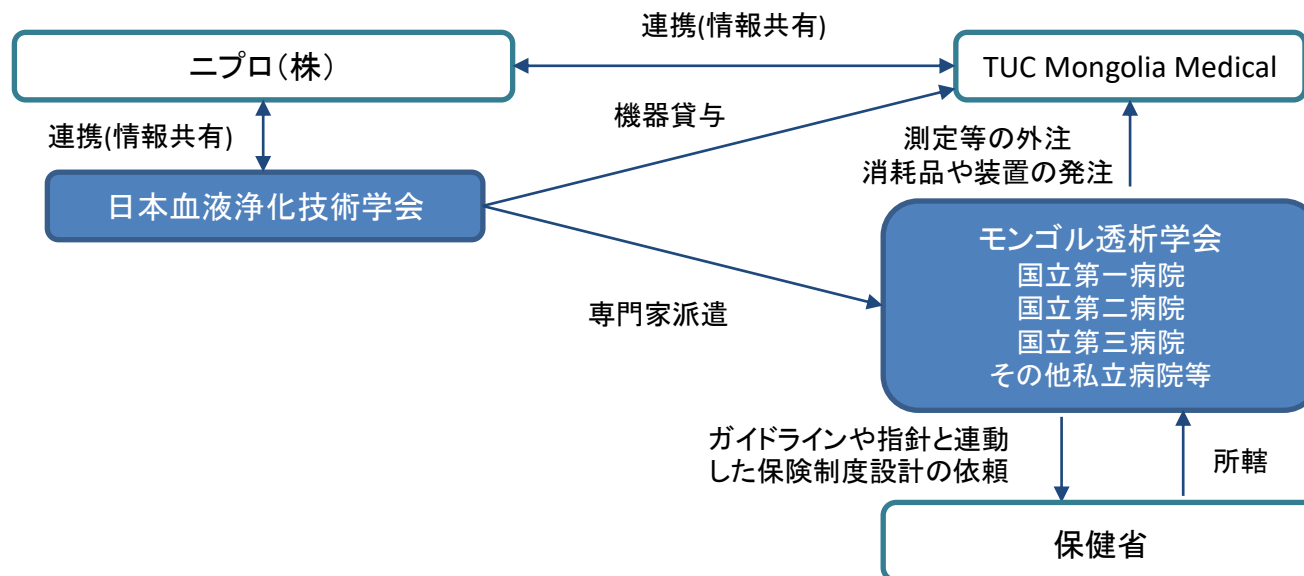 連携(情報共有)
ニプロ(株)
TUC Mongolia Medical
連携(情報共有)
機器貸与
測定等の外注
消耗品や装置の発注
日本血液浄化技術学会
モンゴル透析学会
国立第一病院
国立第二病院
国立第三病院
その他私立病院等
専門家派遣
ガイドラインや指針と連動
した保険制度設計の依頼
所轄
保健省